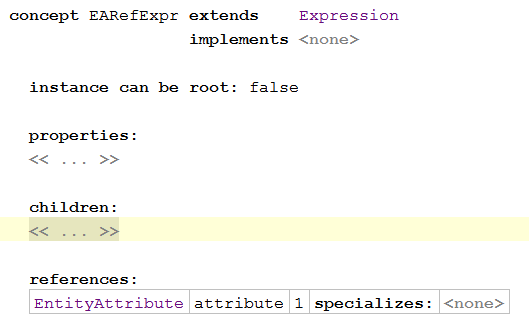 concept EARefExpr extends Expression
implements <none>
instance can be root: false
properties:
<< ... >>
children:
<< ... >>
references:
EntityAttribute attribute 1 specializes: <none>